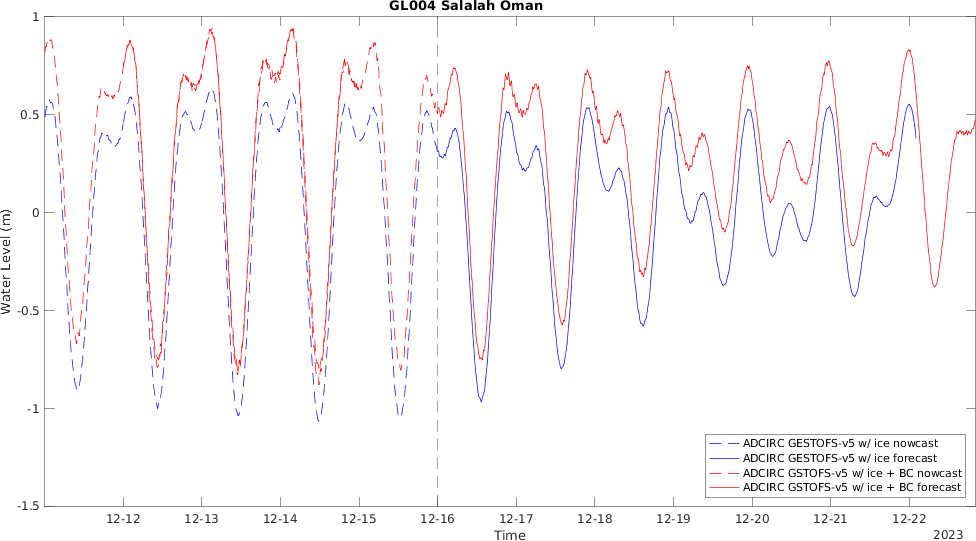 GL004 Salalah Oman
1
0.5
0
-0.5
-1
-1.5
Water Level (m)
ADCIRC GESTOFS-v5 w/ ice nowcast
ADCIRC GESTOFS-v5 w/ ice forecast
ADCIRC GSTOFS-v5 w/ ice + BC nowcast
ADCIRC GSTOFS-v5 w/ ice + BC forecast
12-12 12-13 12-14 12-15 12-16 12-17 12-18 12-19 12-20 12-21 12-22
Time
2023